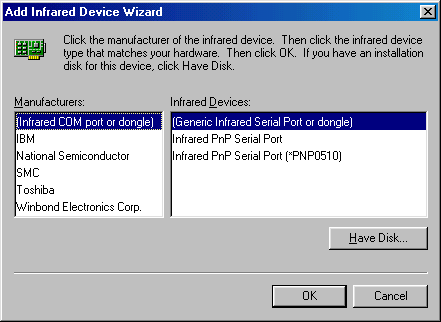 Add Infrared Device Wizard
Click the manufacturer of the infrared device. Then click the infrared device
type that matches your hardware. Then click OK. If you have an installation
disk for this device, click Have Disk.
Manufacturers:
(Infrared COM port or dongle)
IBM
National Semiconductor
SMC
Toshiba
Winbond Electronics Corp.
Infrared Devices:
(Generic Infrared Serial Port or dongle)
Infrared PnP Serial Port
Infrared PnP Serial Port (*PNP0510)
Have Disk...
OK
Cancel